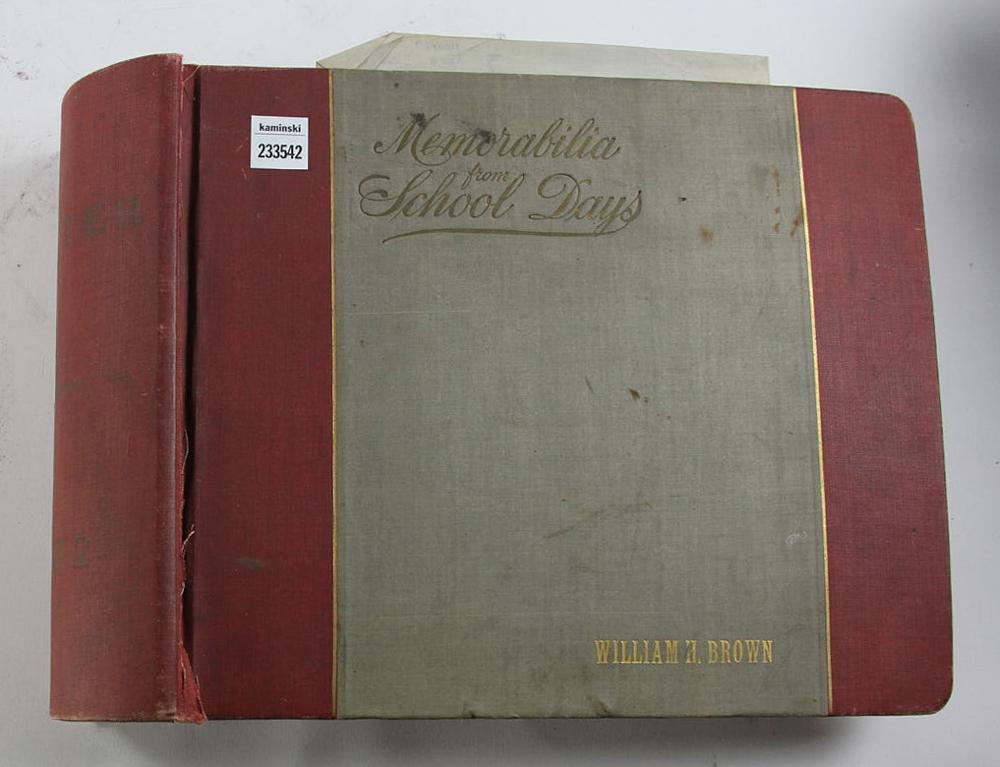 kaminski
233542
Memorabilia
from
School Days
WILLIAM H. BROWN